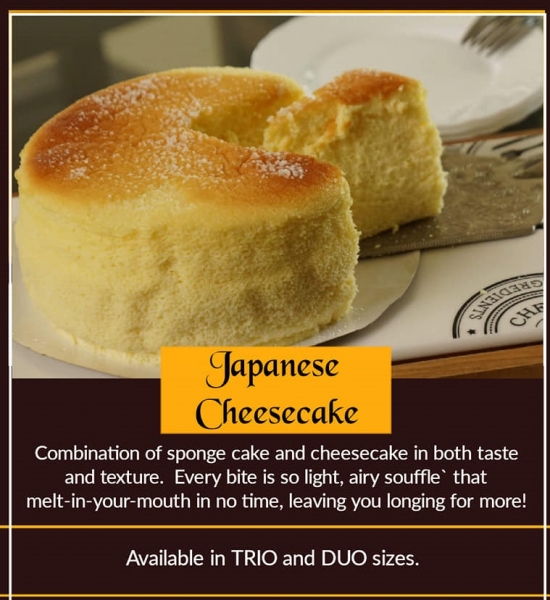 INGREDIENTS
Japanese
Cheesecake
Combination of sponge cake and cheesecake in both taste
and texture.  Every bite is so light, airy souffle` that
melt-in-your-mouth in no time, leaving you longing for more!
Available in TRIO and DUO sizes.